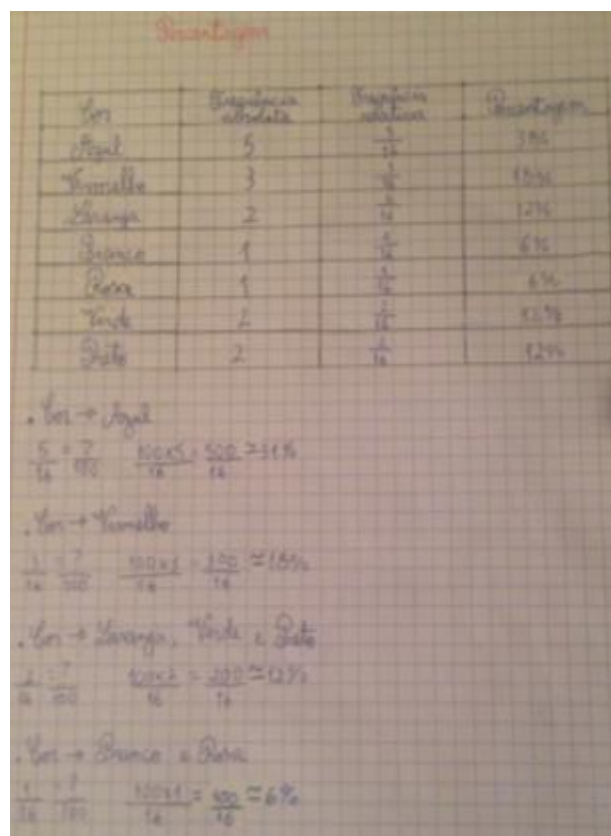 Percentagem
Cor Frequência absoluta Frequência relativa Percentagem
Azul 5 5/16 31%
Vermelho 3 3/16 18%
Laranja 2 2/16 12%
Branco 1 1/16 6%
Rosa 1 1/16 6%
Verde 2 2/16 12%
Preto 2 2/16 12%
. Cor → Azul
5/16 = ?/100 100x5/16 = 500/16 ≃ 31%
. Cor → Vermelho
3/16 = ?/100 100x3/16 = 300/16 ≃ 18%
. Cor → Laranja, Verde e Preto
2/16 = ?/100 100x2/16 = 200/16 ≃ 12%
. Cor → Branco e Rosa
1/16 = ?/100 100x1/16 = 100/16 ≃ 6%